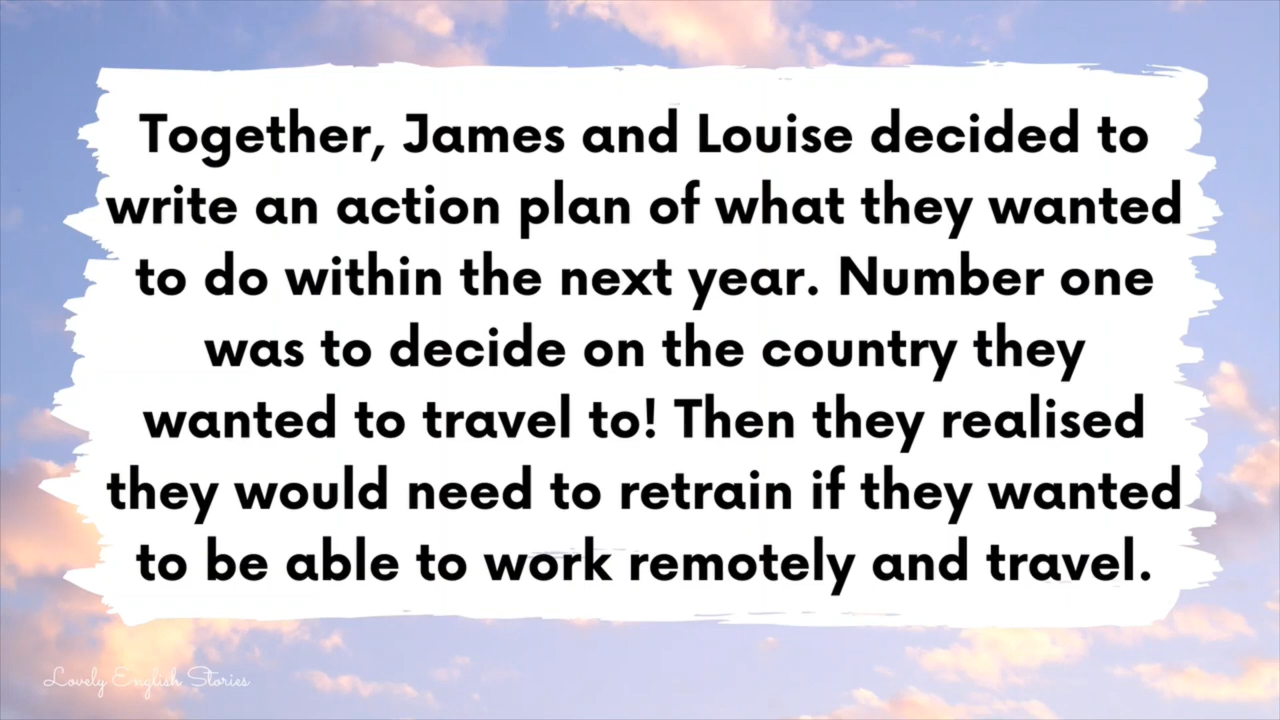 Together, James and Louise decided to
write an action plan of what they wanted
to do within the next year. Number one
was to decide on the country they
wanted to travel to! Then they realised
they would need to retrain if they wanted
to be able to work remotely and travel.
Lovely English Stories